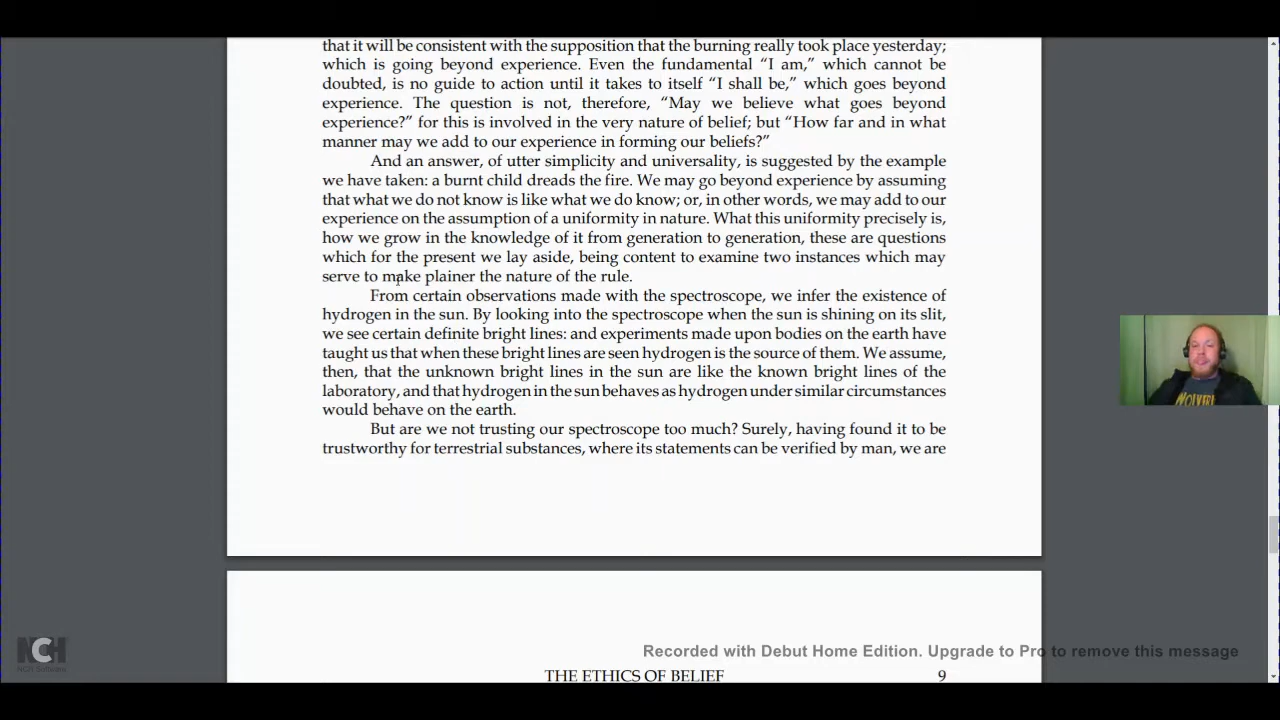 that it will be consistent with the supposition that the burning really took place yesterday;
which is going beyond experience. Even the fundamental “I am,” which cannot be
doubted, is no guide to action until it takes to itself “I shall be,” which goes beyond
experience. The question is not, therefore, “May we believe what goes beyond
experience?” for this is involved in the very nature of belief; but “How far and in what
manner may we add to our experience in forming our beliefs?”
And an answer, of utter simplicity and universality, is suggested by the example
we have taken: a burnt child dreads the fire. We may go beyond experience by assuming
that what we do not know is like what we do know; or, in other words, we may add to our
experience on the assumption of a uniformity in nature. What this uniformity precisely is,
how we grow in the knowledge of it from generation to generation, these are questions
which for the present we lay aside, being content to examine two instances which may
serve to make plainer the nature of the rule.
From certain observations made with the spectroscope, we infer the existence of
hydrogen in the sun. By looking into the spectroscope when the sun is shining on its slit,
we see certain definite bright lines: and experiments made upon bodies on the earth have
taught us that when these bright lines are seen hydrogen is the source of them. We assume,
then, that the unknown bright lines in the sun are like the known bright lines of the
laboratory, and that hydrogen in the sun behaves as hydrogen under similar circumstances
would behave on the earth.
But are we not trusting our spectroscope too much? Surely, having found it to be
trustworthy for terrestrial substances, where its statements can be verified by man, we are
NCH
NCH Software
Recorded with Debut Home Edition. Upgrade to Pro to remove this message
THE ETHICS OF BELIEF 9